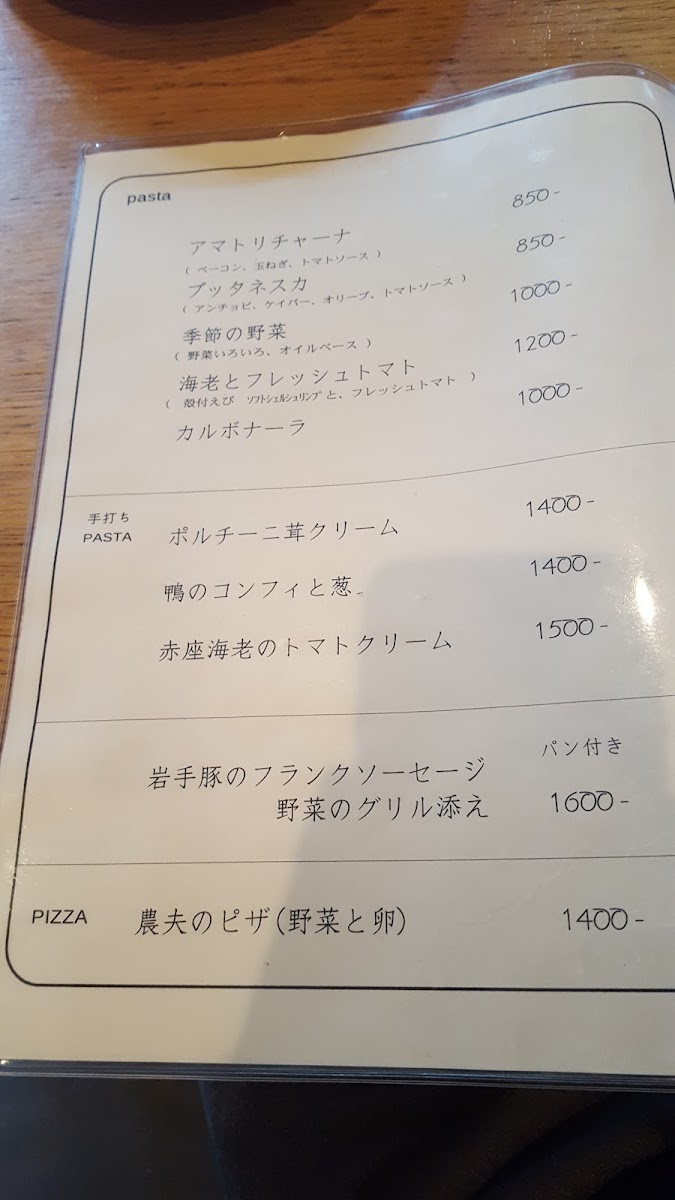 pasta
アマトリチャーナ 850-
( ベーコン、玉ねぎ、トマトソース )
プッタネスカ 850-
( アンチョビ、ケイパー、オリーブ、トマトソース )
季節の野菜 1000-
( 野菜いろいろ、オイルベース )
海老とフレッシュトマト 1200-
( 殻付えび ソフトシェルシュリンプと、フレッシュトマト )
カルボナーラ 1000-
手打ち
PASTA
ポルチーニ茸クリーム 1400-
鴨のコンフィと葱 1400-
赤座海老のトマトクリーム 1500-
パン付き
岩手豚のフランクソーセージ
野菜のグリル添え 1600-
PIZZA 農夫のピザ(野菜と卵) 1400-